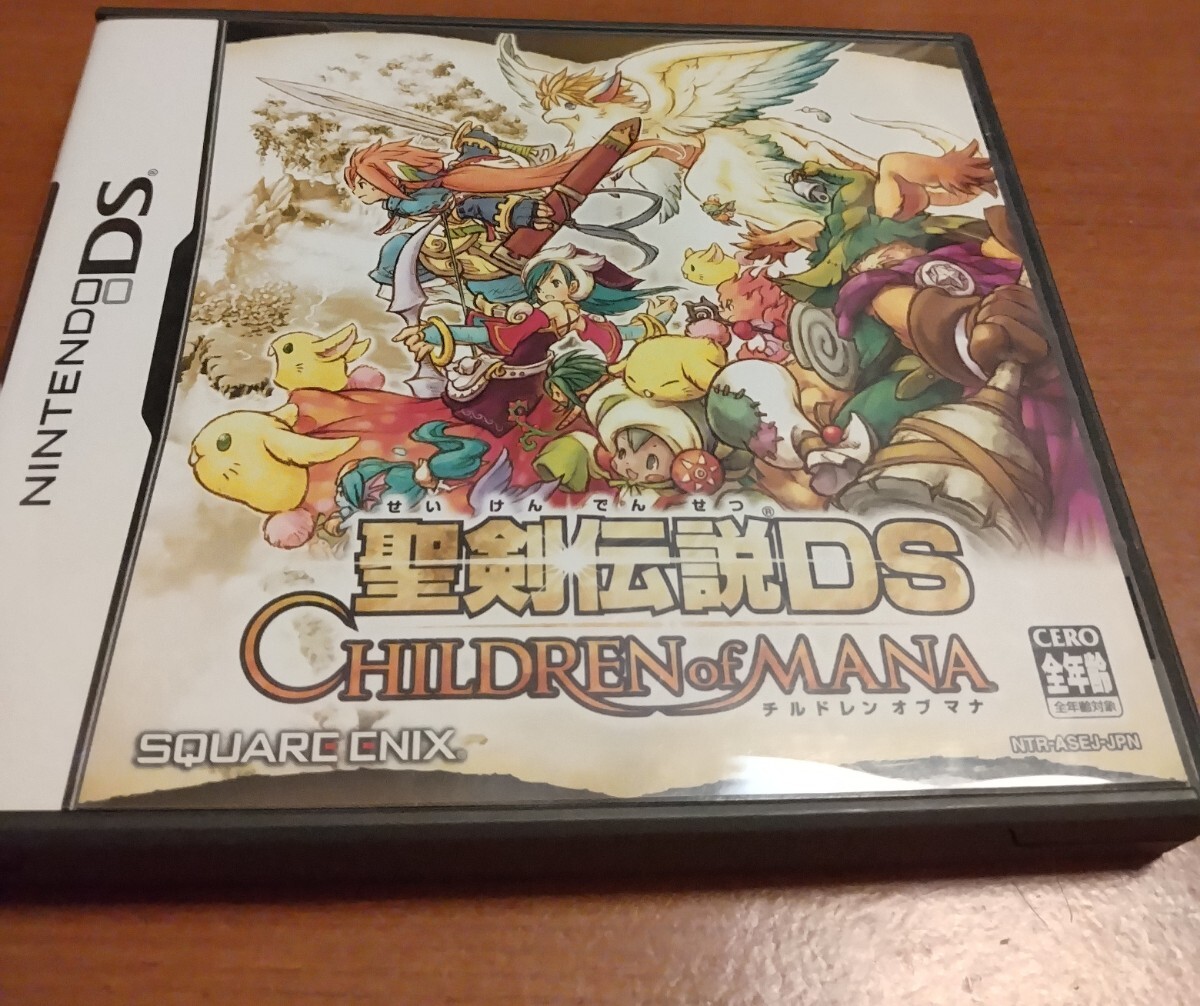 NINTENDO DS®
せいけんでんせつ
聖剣伝説DS®
CHILDREN of MANA
チルドレン オブ マナ
SQUARE ENIX®
CERO
全年齢
全年齢対象
NTR-ASEJ-JPN